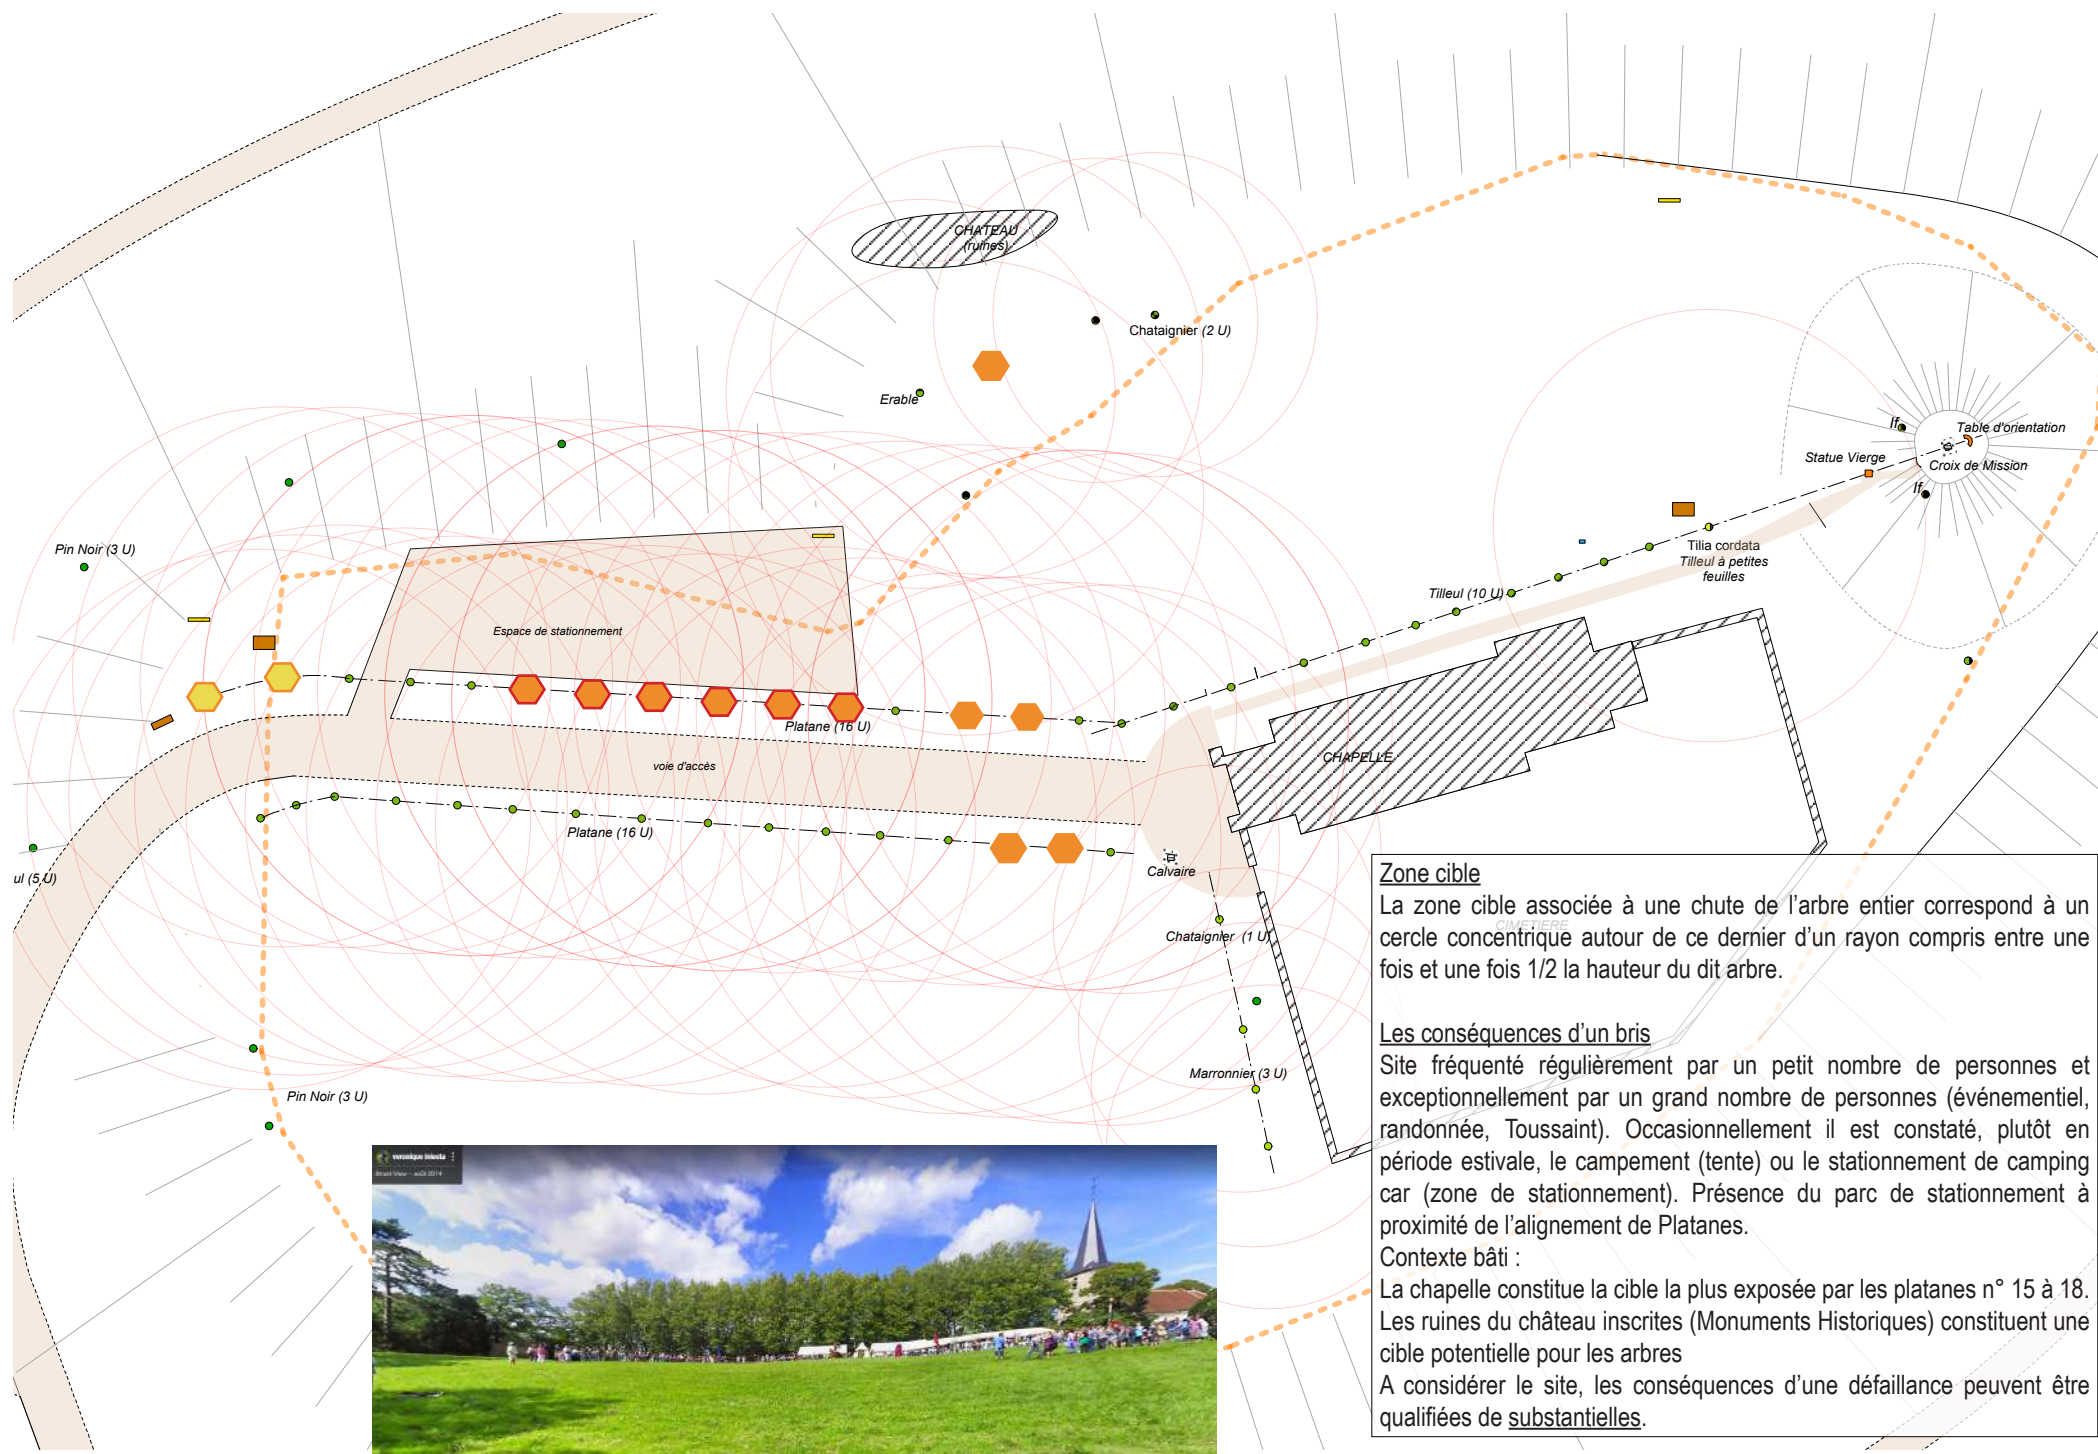 CHATEAU
(ruines)
Chataignier (2 U)
Erable
If
Table d'orientation
Statue Vierge
Croix de Mission
If
Pin Noir (3 U)
Tilia cordata
Tilleul à petites
feuilles
Tilleul (10 U)
Espace de stationnement
Platane (16 U)
CHAPELLE
voie d'accès
Platane (16 U)
Calvaire
ul (5 U)
Chataignier (1 U)
CIMETIERE
Marronnier (3 U)
Pin Noir (3 U)
Zone cible
La zone cible associée à une chute de l'arbre entier correspond à un
cercle concentrique autour de ce dernier d'un rayon compris entre une
fois et une fois 1/2 la hauteur du dit arbre.
Les conséquences d'un bris
Site fréquenté régulièrement par un petit nombre de personnes et
exceptionnellement par un grand nombre de personnes (événementiel,
randonnée, Toussaint). Occasionnellement il est constaté, plutôt en
période estivale, le campement (tente) ou le stationnement de camping
car (zone de stationnement). Présence du parc de stationnement à
proximité de l'alignement de Platanes.
Contexte bâti :
La chapelle constitue la cible la plus exposée par les platanes n° 15 à 18.
Les ruines du château inscrites (Monuments Historiques) constituent une
cible potentielle pour les arbres
A considérer le site, les conséquences d'une défaillance peuvent être
qualifiées de substantielles.
veronique
Street View - août 2014